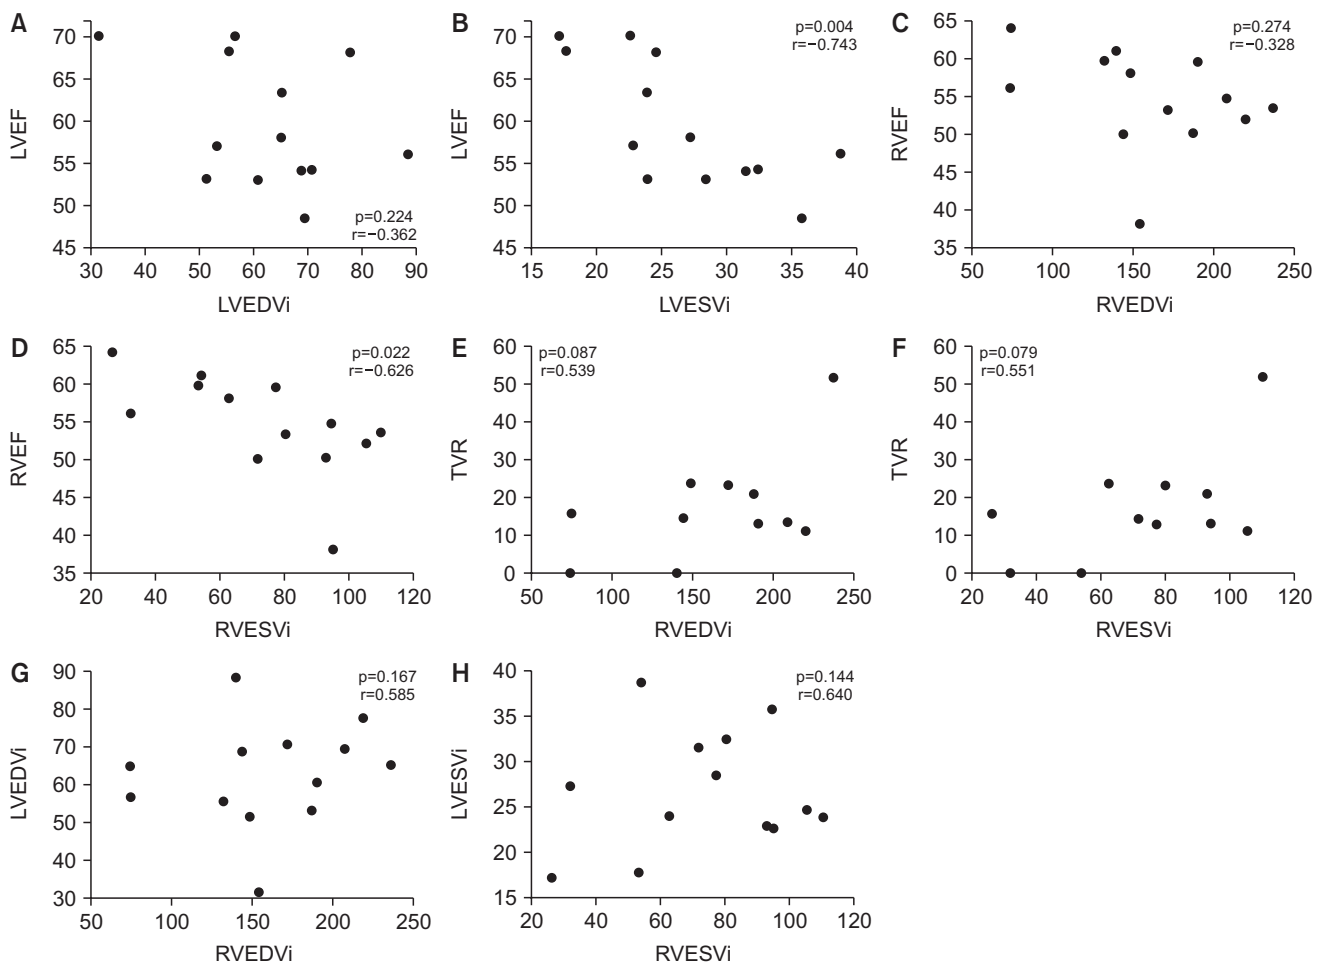 A
70
65
60
55
50
45
LVEF
p=0.224
r=−0.362
30 40 50 60 70 80 90
LVEDVi
B
70
65
60
55
50
45
LVEF
p=0.004
r=−0.743
15 20 25 30 35 40
LVESVi
C
65
60
55
50
45
40
35
RVEF
p=0.274
r=−0.328
50 100 150 200 250
RVEDVi
D
65
60
55
50
45
40
35
RVEF
p=0.022
r=−0.626
20 40 60 80 100 120
RVESVi
E
60
50
40
30
20
10
0
TVR
p=0.087
r=0.539
50 100 150 200 250
RVEDVi
F
60
50
40
30
20
10
0
TVR
p=0.079
r=0.551
20 40 60 80 100 120
RVESVi
G
90
80
70
60
50
40
30
LVEDVi
p=0.167
r=0.585
50 100 150 200 250
RVEDVi
H
40
35
30
25
20
15
LVESVi
p=0.144
r=0.640
20 40 60 80 100 120
RVESVi